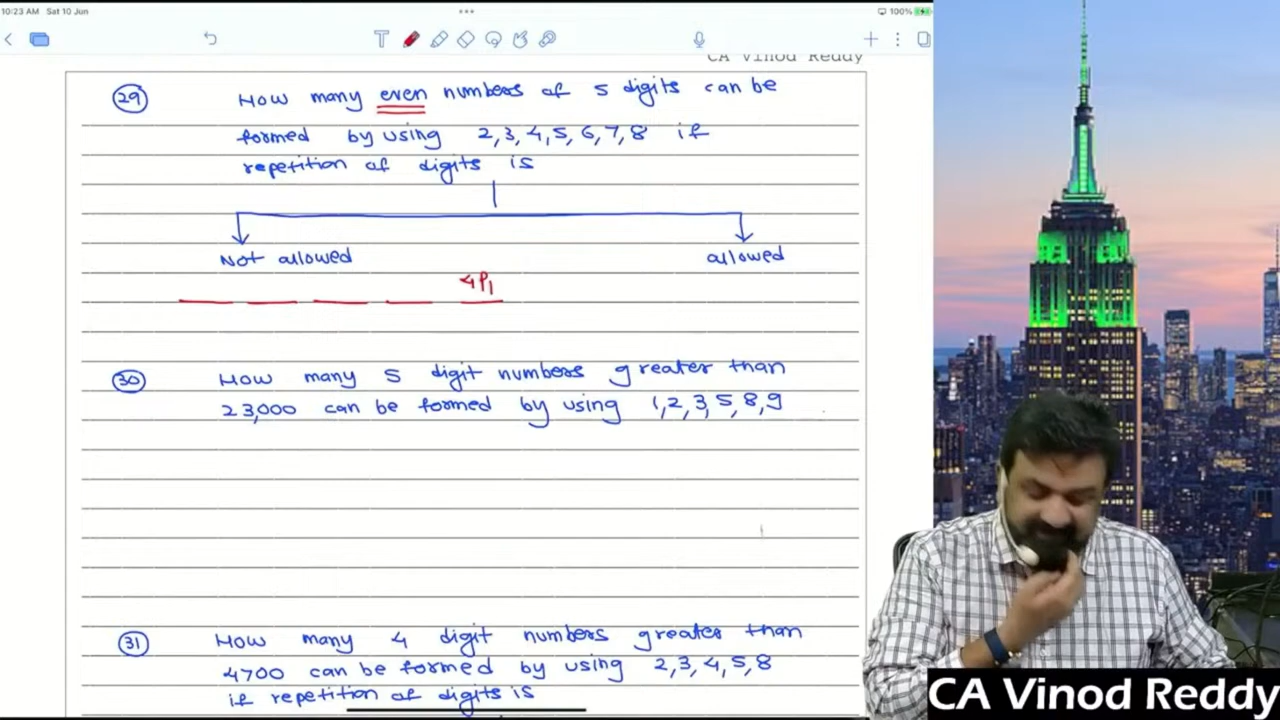 10:23 AM Sat 10 Jun
100%
CA Vinod Reddy
29 How many even numbers of 5 digits can be
formed by using 2,3,4,5,6,7,8 if
repetition of digits is
Not allowed
allowed
4P1
30 How many 5 digit numbers greater than
23,000 can be formed by using 1,2,3,5,8,9
31 How many 4 digit numbers greater than
4700 can be formed by using 2,3,4,5,8
if repetition of digits is
CA Vinod Reddy